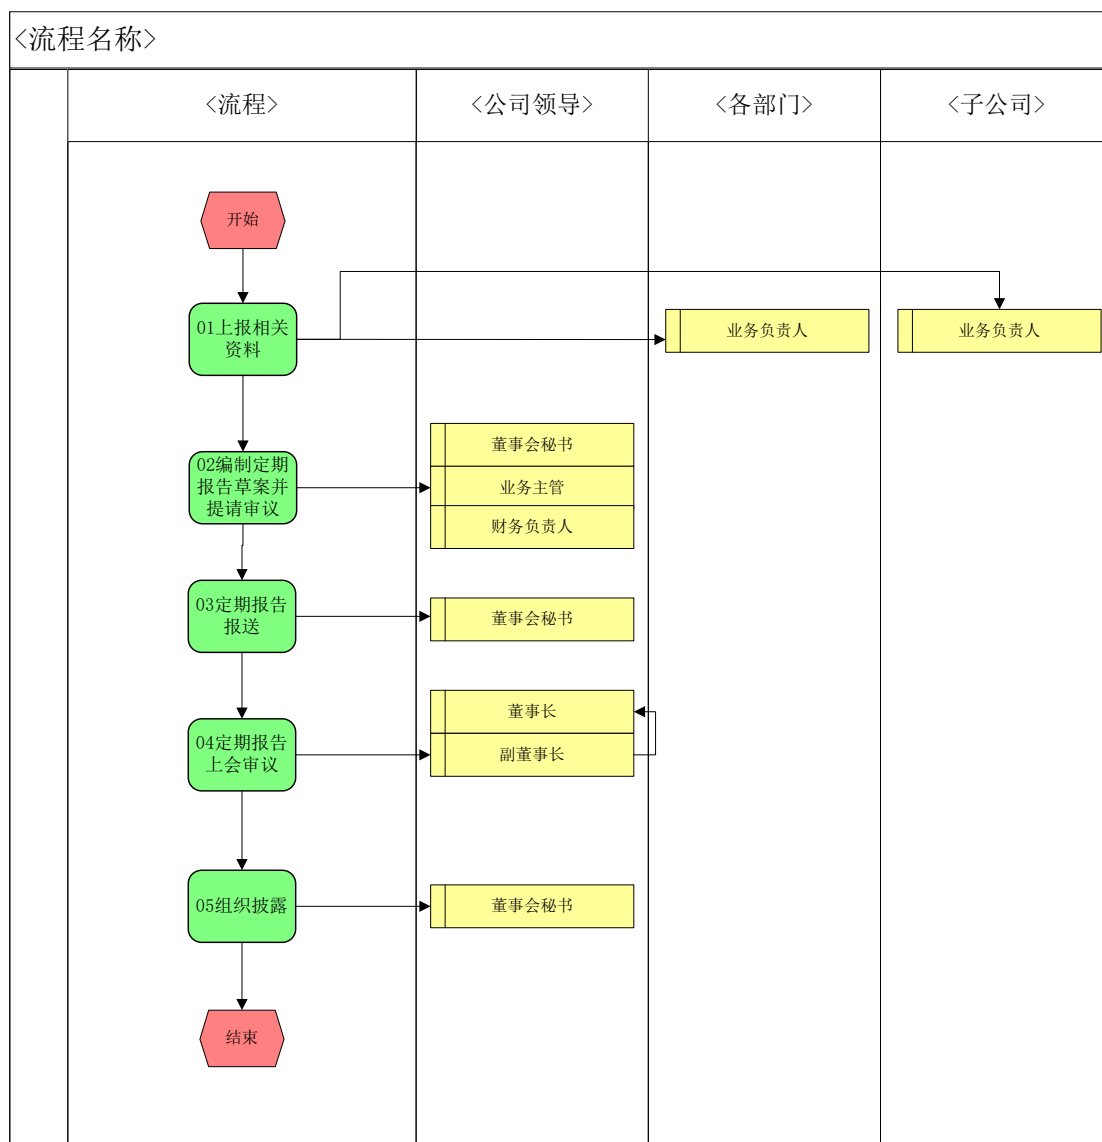 <流程名称>
<流程>
<公司领导>
<各部门>
<子公司>
开始
01上报相关
资料
业务负责人
业务负责人
02编制定期
报告草案并
提请审议
董事会秘书
业务主管
财务负责人
03定期报告
报送
董事会秘书
04定期报告
上会审议
董事长
副董事长
05组织披露
董事会秘书
结束